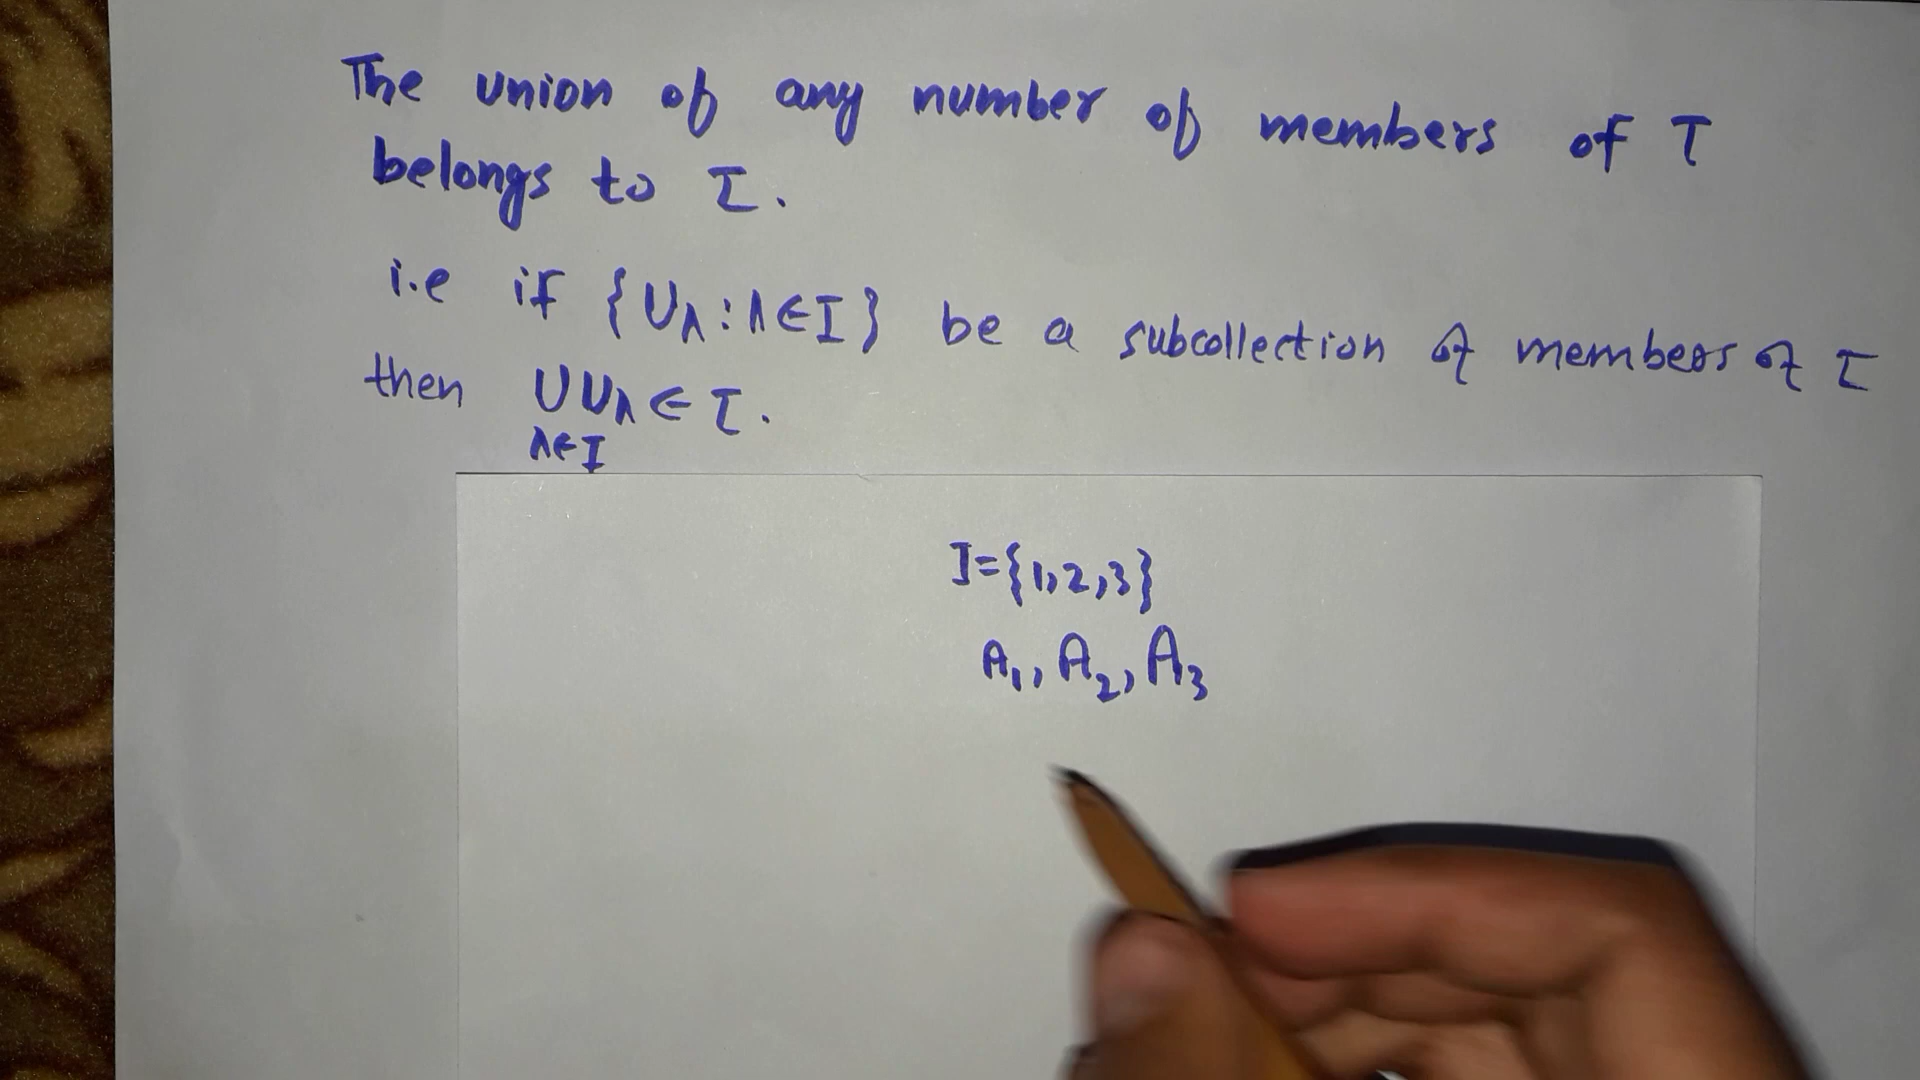 The union of any number of members of τ
belongs to τ.
i.e if {Uλ : λ∈I} be a subcollection of members of τ
then ∪Uλ ∈ τ.
λ∈I
I={1,2,3}
A₁, A₂, A₃